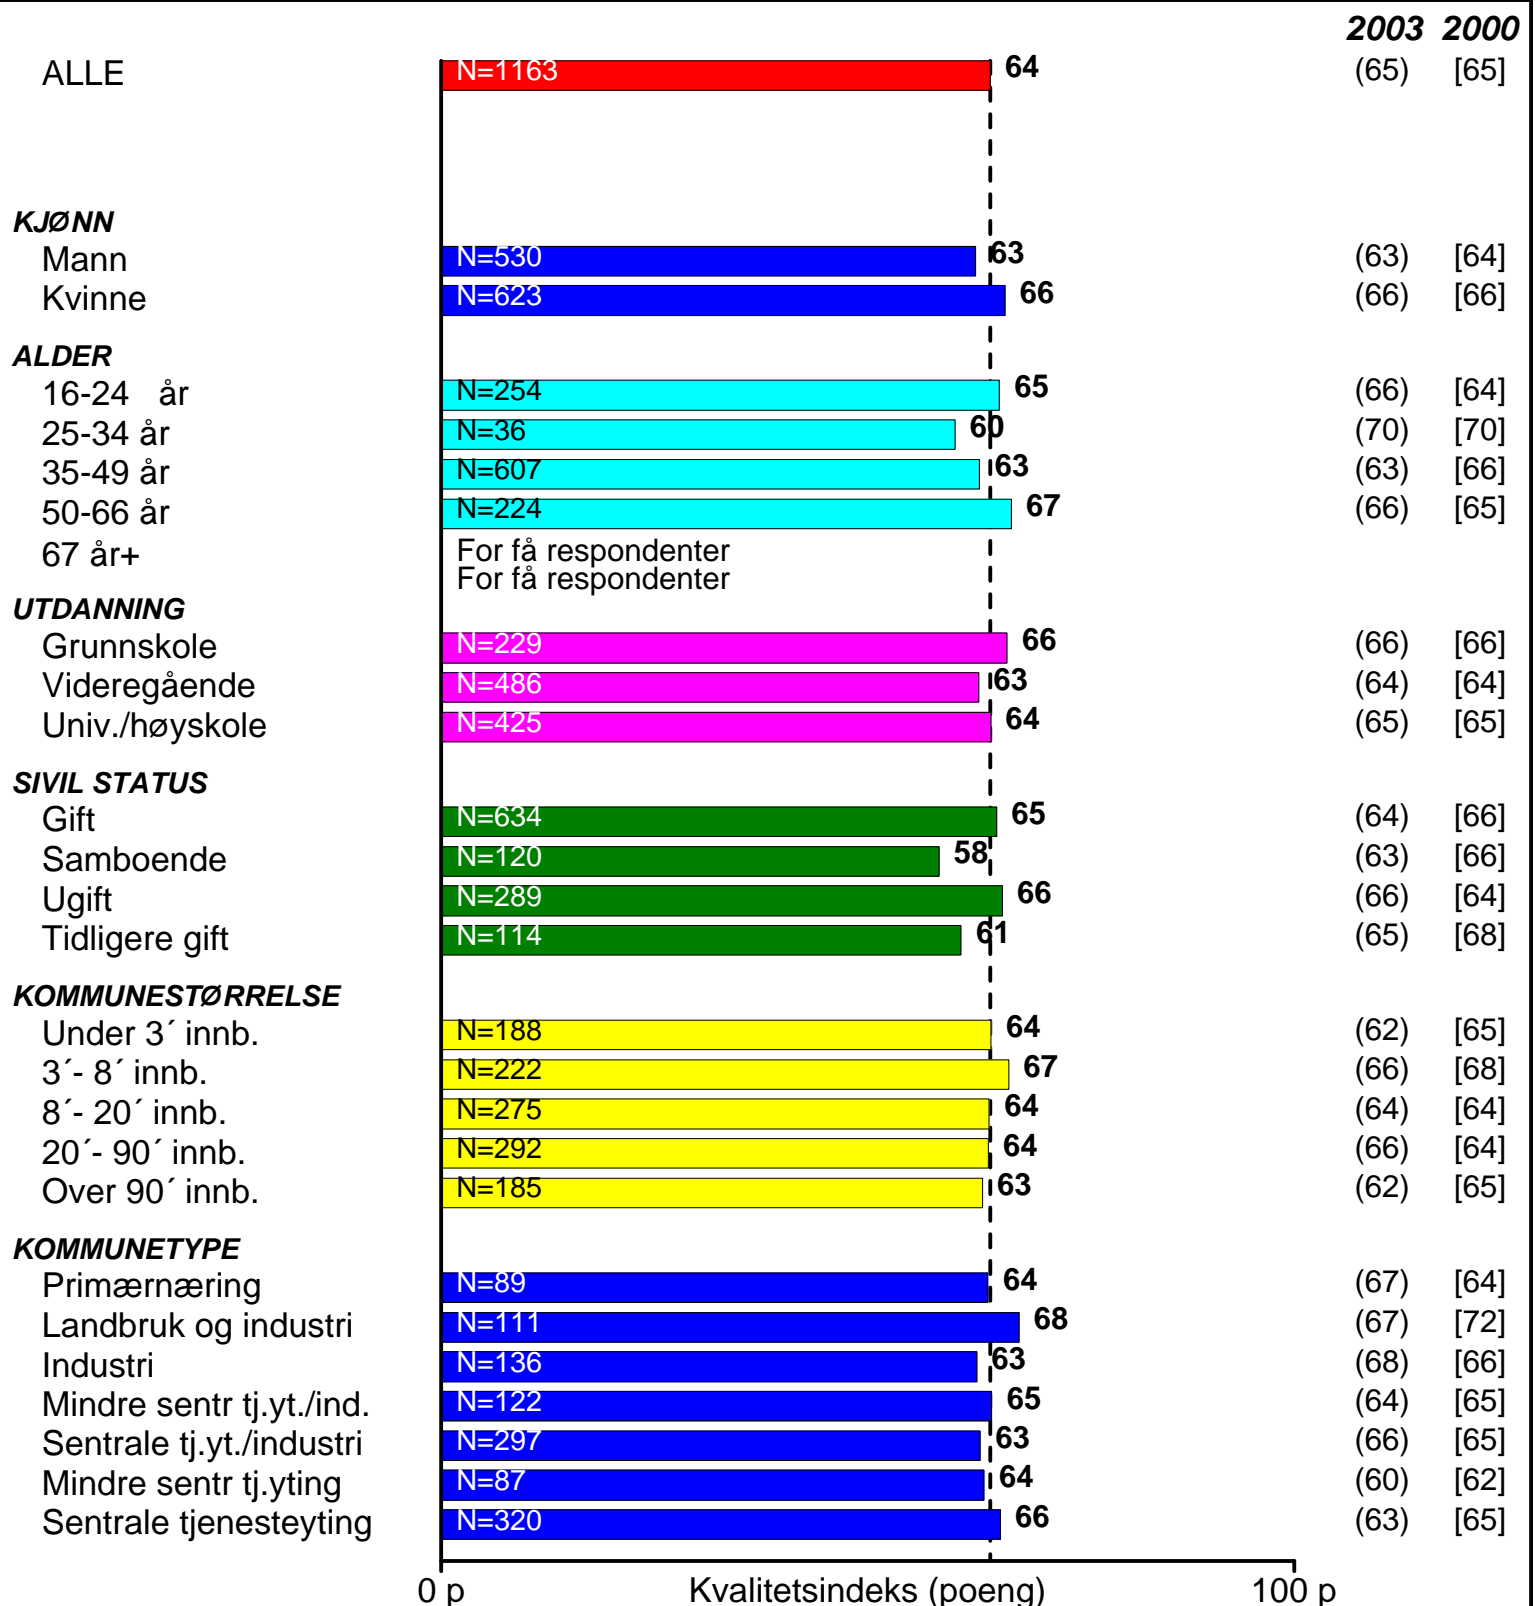 2003 2000
ALLE N=1163 64 (65) [65]
KJØNN
Mann N=530 63 (63) [64]
Kvinne N=623 66 (66) [66]
ALDER
16-24 år N=254 65 (66) [64]
25-34 år N=36 60 (70) [70]
35-49 år N=607 63 (63) [66]
50-66 år N=224 67 (66) [65]
67 år+ For få respondenter
For få respondenter
UTDANNING
Grunnskole N=229 66 (66) [66]
Videregående N=486 63 (64) [64]
Univ./høyskole N=425 64 (65) [65]
SIVIL STATUS
Gift N=634 65 (64) [66]
Samboende N=120 58 (63) [66]
Ugift N=289 66 (66) [64]
Tidligere gift N=114 61 (65) [68]
KOMMUNESTØRRELSE
Under 3´ innb. N=188 64 (62) [65]
3´- 8´ innb. N=222 67 (66) [68]
8´- 20´ innb. N=275 64 (64) [64]
20´- 90´ innb. N=292 64 (66) [64]
Over 90´ innb. N=185 63 (62) [65]
KOMMUNETYPE
Primærnæring N=89 64 (67) [64]
Landbruk og industri N=111 68 (67) [72]
Industri N=136 63 (68) [66]
Mindre sentr tj.yt./ind. N=122 65 (64) [65]
Sentrale tj.yt./industri N=297 63 (66) [65]
Mindre sentr tj.yting N=87 64 (60) [62]
Sentrale tjenesteyting N=320 66 (63) [65]
0 p Kvalitetsindeks (poeng) 100 p